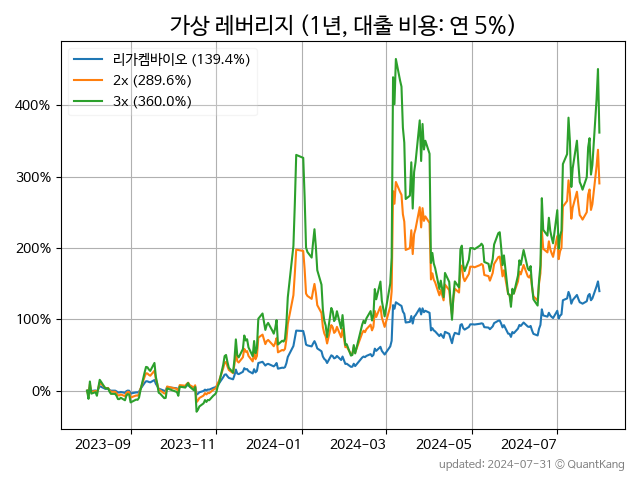 가상 레버리지 (1년, 대출 비용: 연 5%)
리가켐바이오 (139.4%)
2x (289.6%)
3x (360.0%)
400%
300%
200%
100%
0%
2023-09 2023-11 2024-01 2024-03 2024-05 2024-07
updated: 2024-07-31 © QuantKang